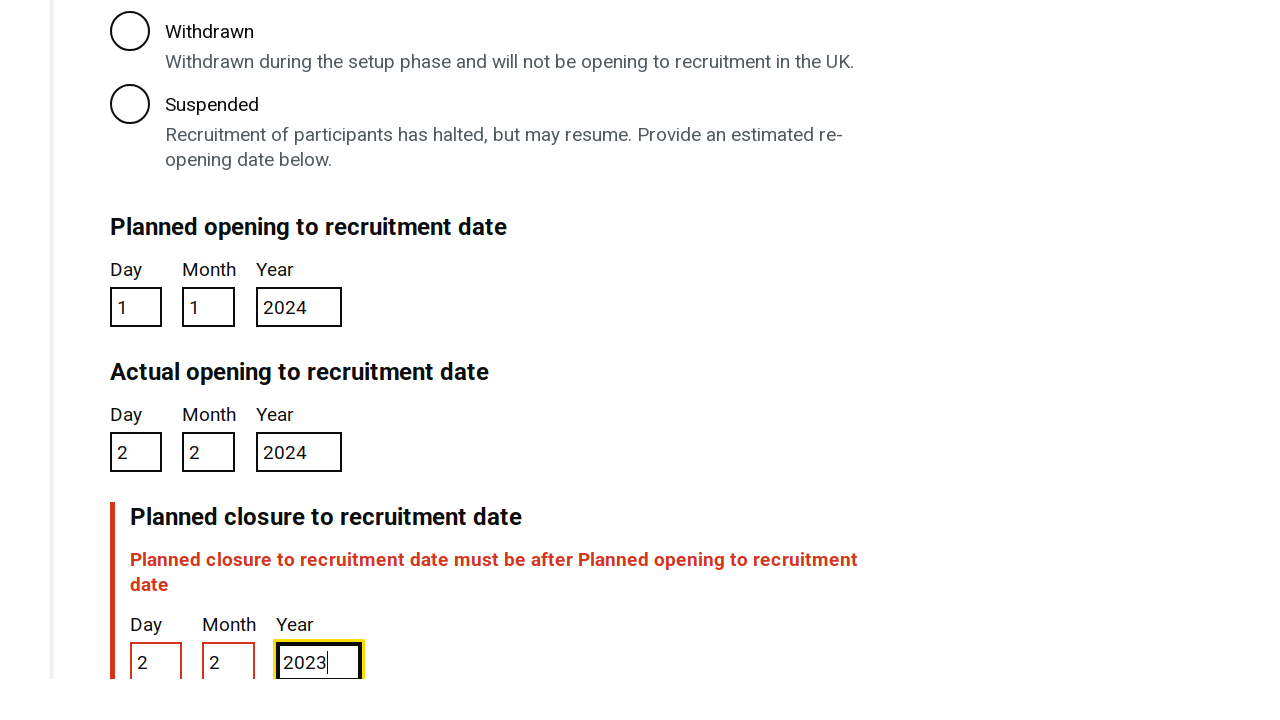 Withdrawn
Withdrawn during the setup phase and will not be opening to recruitment in the UK.
Suspended
Recruitment of participants has halted, but may resume. Provide an estimated re-
opening date below.
Planned opening to recruitment date
Day Month Year
1 1 2024
Actual opening to recruitment date
Day Month Year
2 2 2024
Planned closure to recruitment date
Planned closure to recruitment date must be after Planned opening to recruitment
date
Day Month Year
2 2 2023